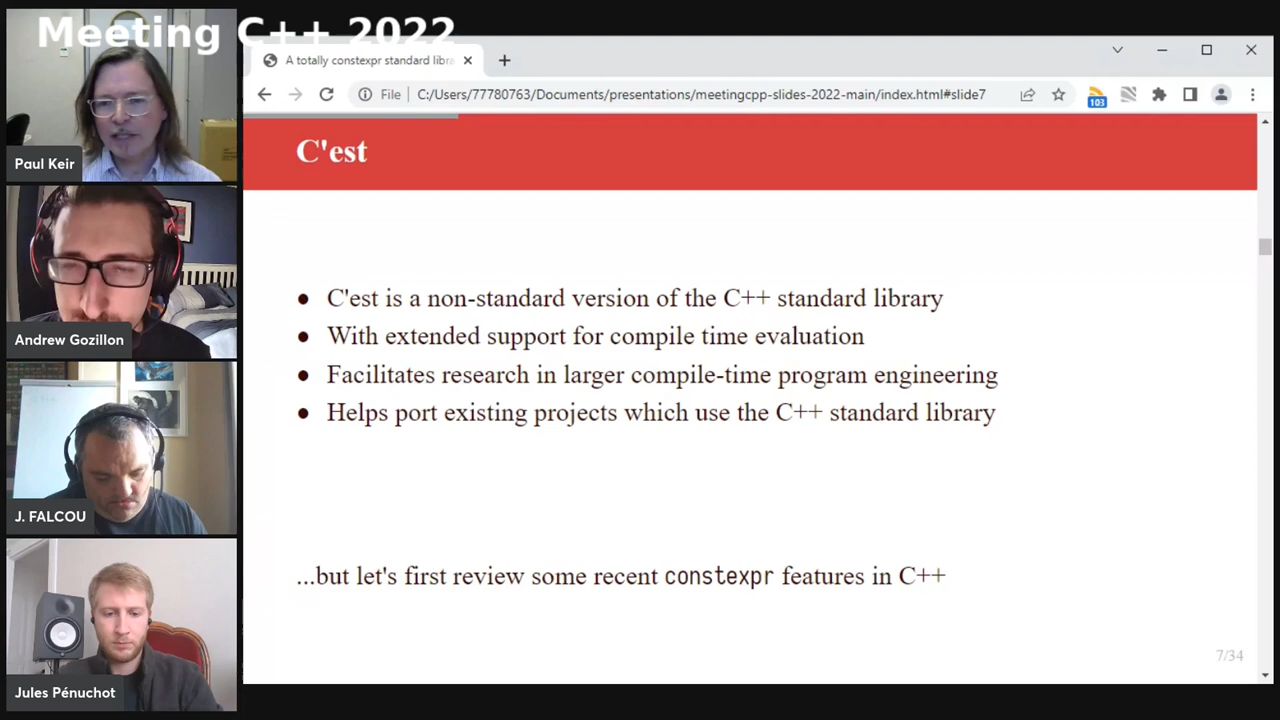 Meeting C++ 2022
Paul Keir
Andrew Gozillon
J. FALCOU
Jules Pénuchot
A totally constexpr standard libra
File
C:/Users/77780763/Documents/presentations/meetingcpp-slides-2022-main/index.html#slide7
103
C'est
● C'est is a non-standard version of the C++ standard library
● With extended support for compile time evaluation
● Facilitates research in larger compile-time program engineering
● Helps port existing projects which use the C++ standard library
...but let's first review some recent constexpr features in C++
7/34